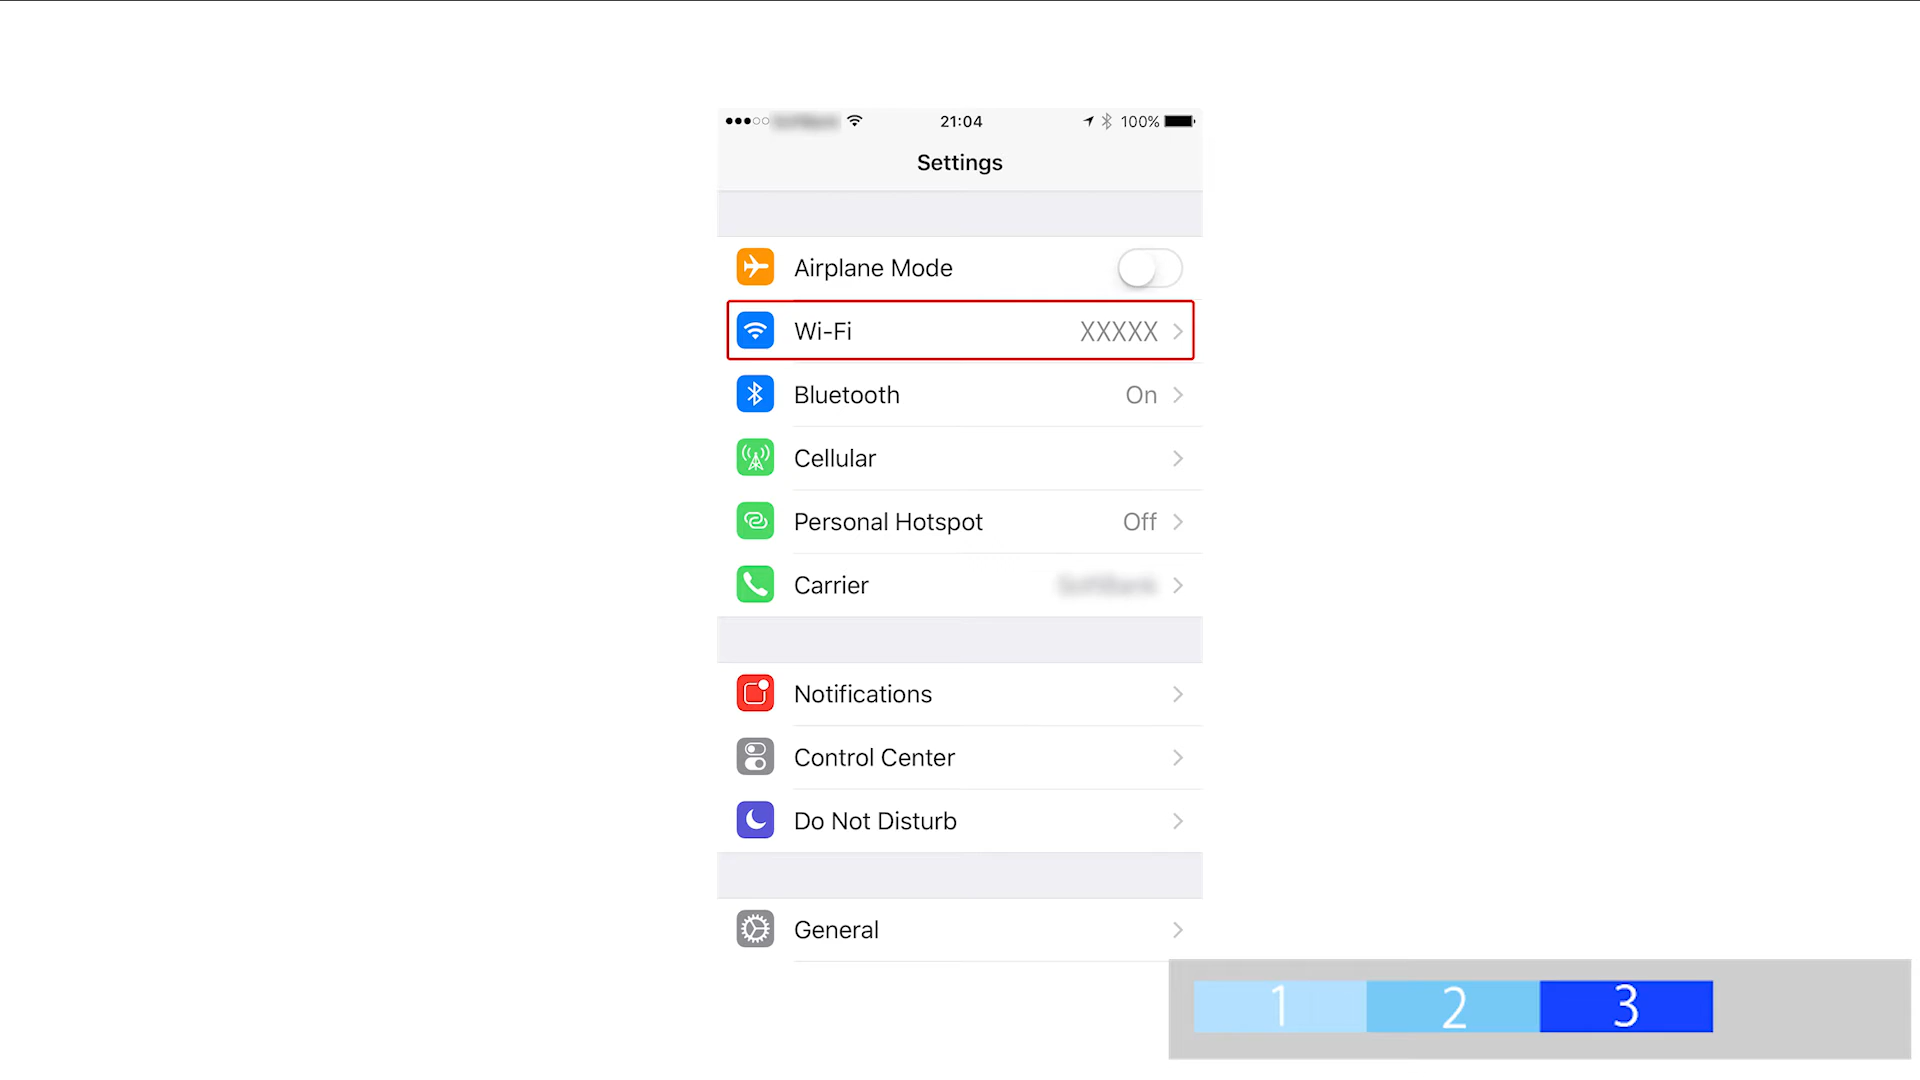 21:04 100%
Settings
Airplane Mode
Wi-Fi XXXXX
Bluetooth On
Cellular
Personal Hotspot Off
Carrier
Notifications
Control Center
Do Not Disturb
General
1 2 3